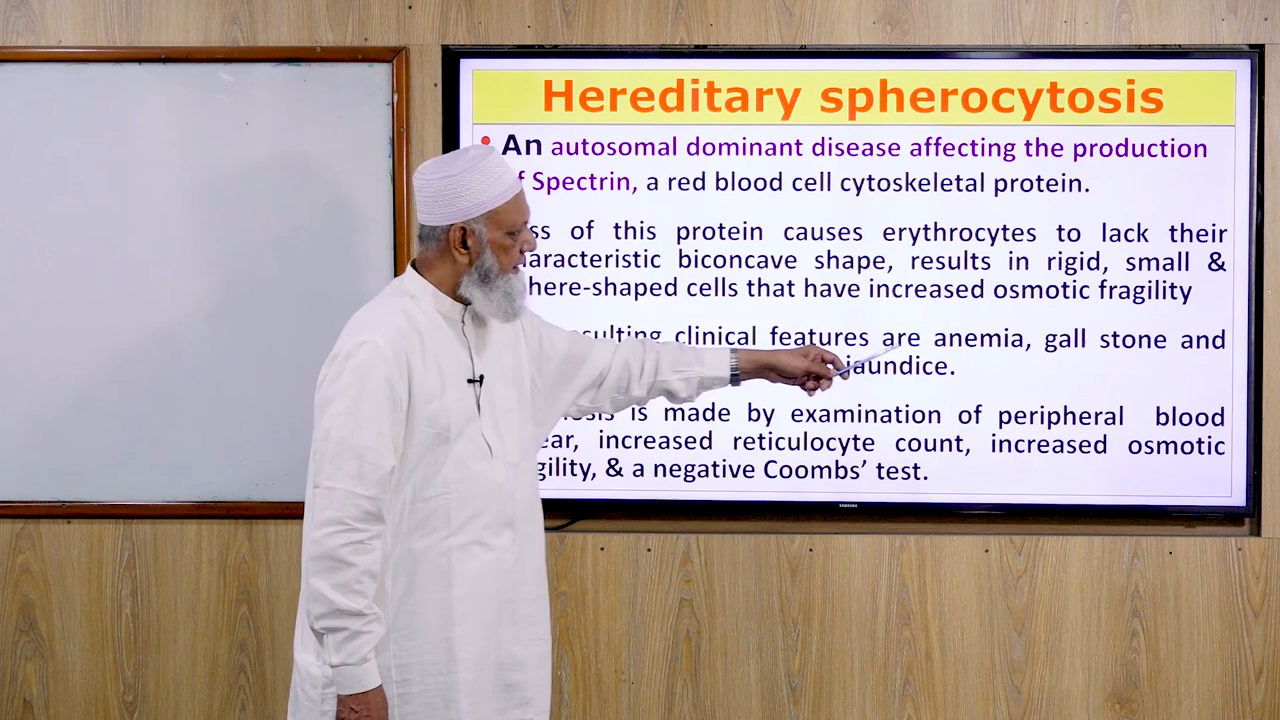 Hereditary spherocytosis
• An autosomal dominant disease affecting the production
Spectrin, a red blood cell cytoskeletal protein.
of this protein causes erythrocytes to lack their
biconcave shape, results in rigid, small &
cells that have increased osmotic fragility
clinical features are anemia, gall stone and
jaundice.
is made by examination of peripheral blood
increased reticulocyte count, increased osmotic
& a negative Coombs’ test.
SAMSUNG